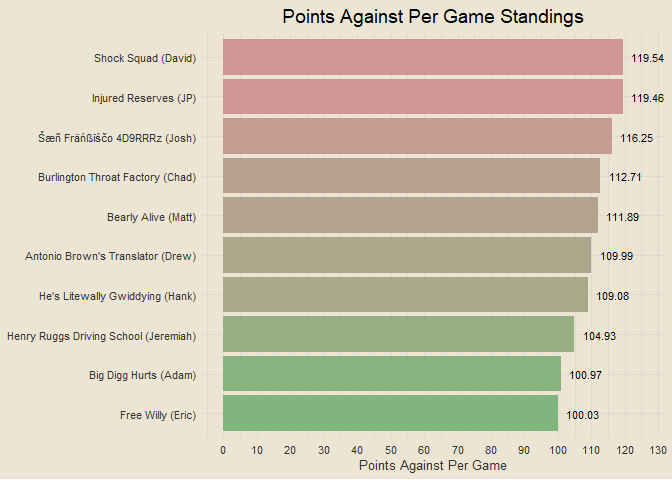 Points Against Per Game Standings
Shock Squad (David) 119.54
Injured Reserves (JP) 119.46
Šæñ Fräńßïščo 4D9RRRz (Josh) 116.25
Burlington Throat Factory (Chad) 112.71
Bearly Alive (Matt) 111.89
Antonio Brown's Translator (Drew) 109.99
He's Litewally Gwiddying (Hank) 109.08
Henry Ruggs Driving School (Jeremiah) 104.93
Big Digg Hurts (Adam) 100.97
Free Willy (Eric) 100.03
0 10 20 30 40 50 60 70 80 90 100 110 120 130
Points Against Per Game